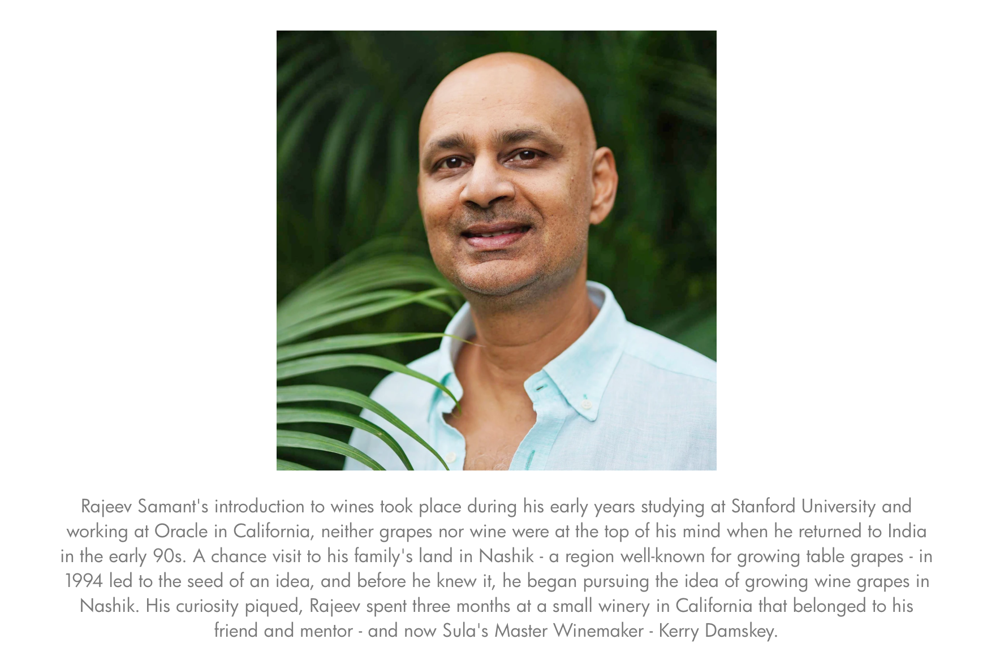 Rajeev Samant's introduction to wines took place during his early years studying at Stanford University and
working at Oracle in California, neither grapes nor wine were at the top of his mind when he returned to India
in the early 90s. A chance visit to his family's land in Nashik - a region well-known for growing table grapes - in
1994 led to the seed of an idea, and before he knew it, he began pursuing the idea of growing wine grapes in
Nashik. His curiosity piqued, Rajeev spent three months at a small winery in California that belonged to his
friend and mentor - and now Sula's Master Winemaker - Kerry Damskey.